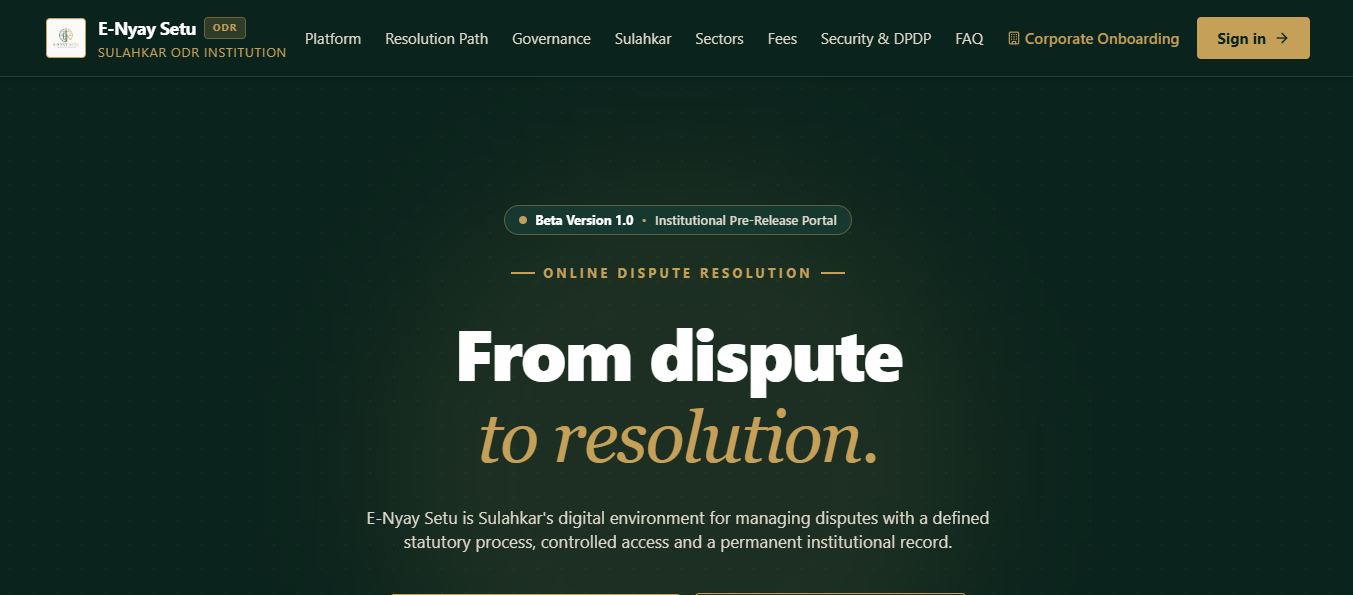 E-Nyay Setu ODR
SULAHKAR ODR INSTITUTION
Platform Resolution Path Governance Sulahkar Sectors Fees Security & DPDP FAQ Corporate Onboarding Sign in →
Beta Version 1.0 • Institutional Pre-Release Portal
ONLINE DISPUTE RESOLUTION
From dispute
to resolution.
E-Nyay Setu is Sulahkar's digital environment for managing disputes with a defined
statutory process, controlled access and a permanent institutional record.